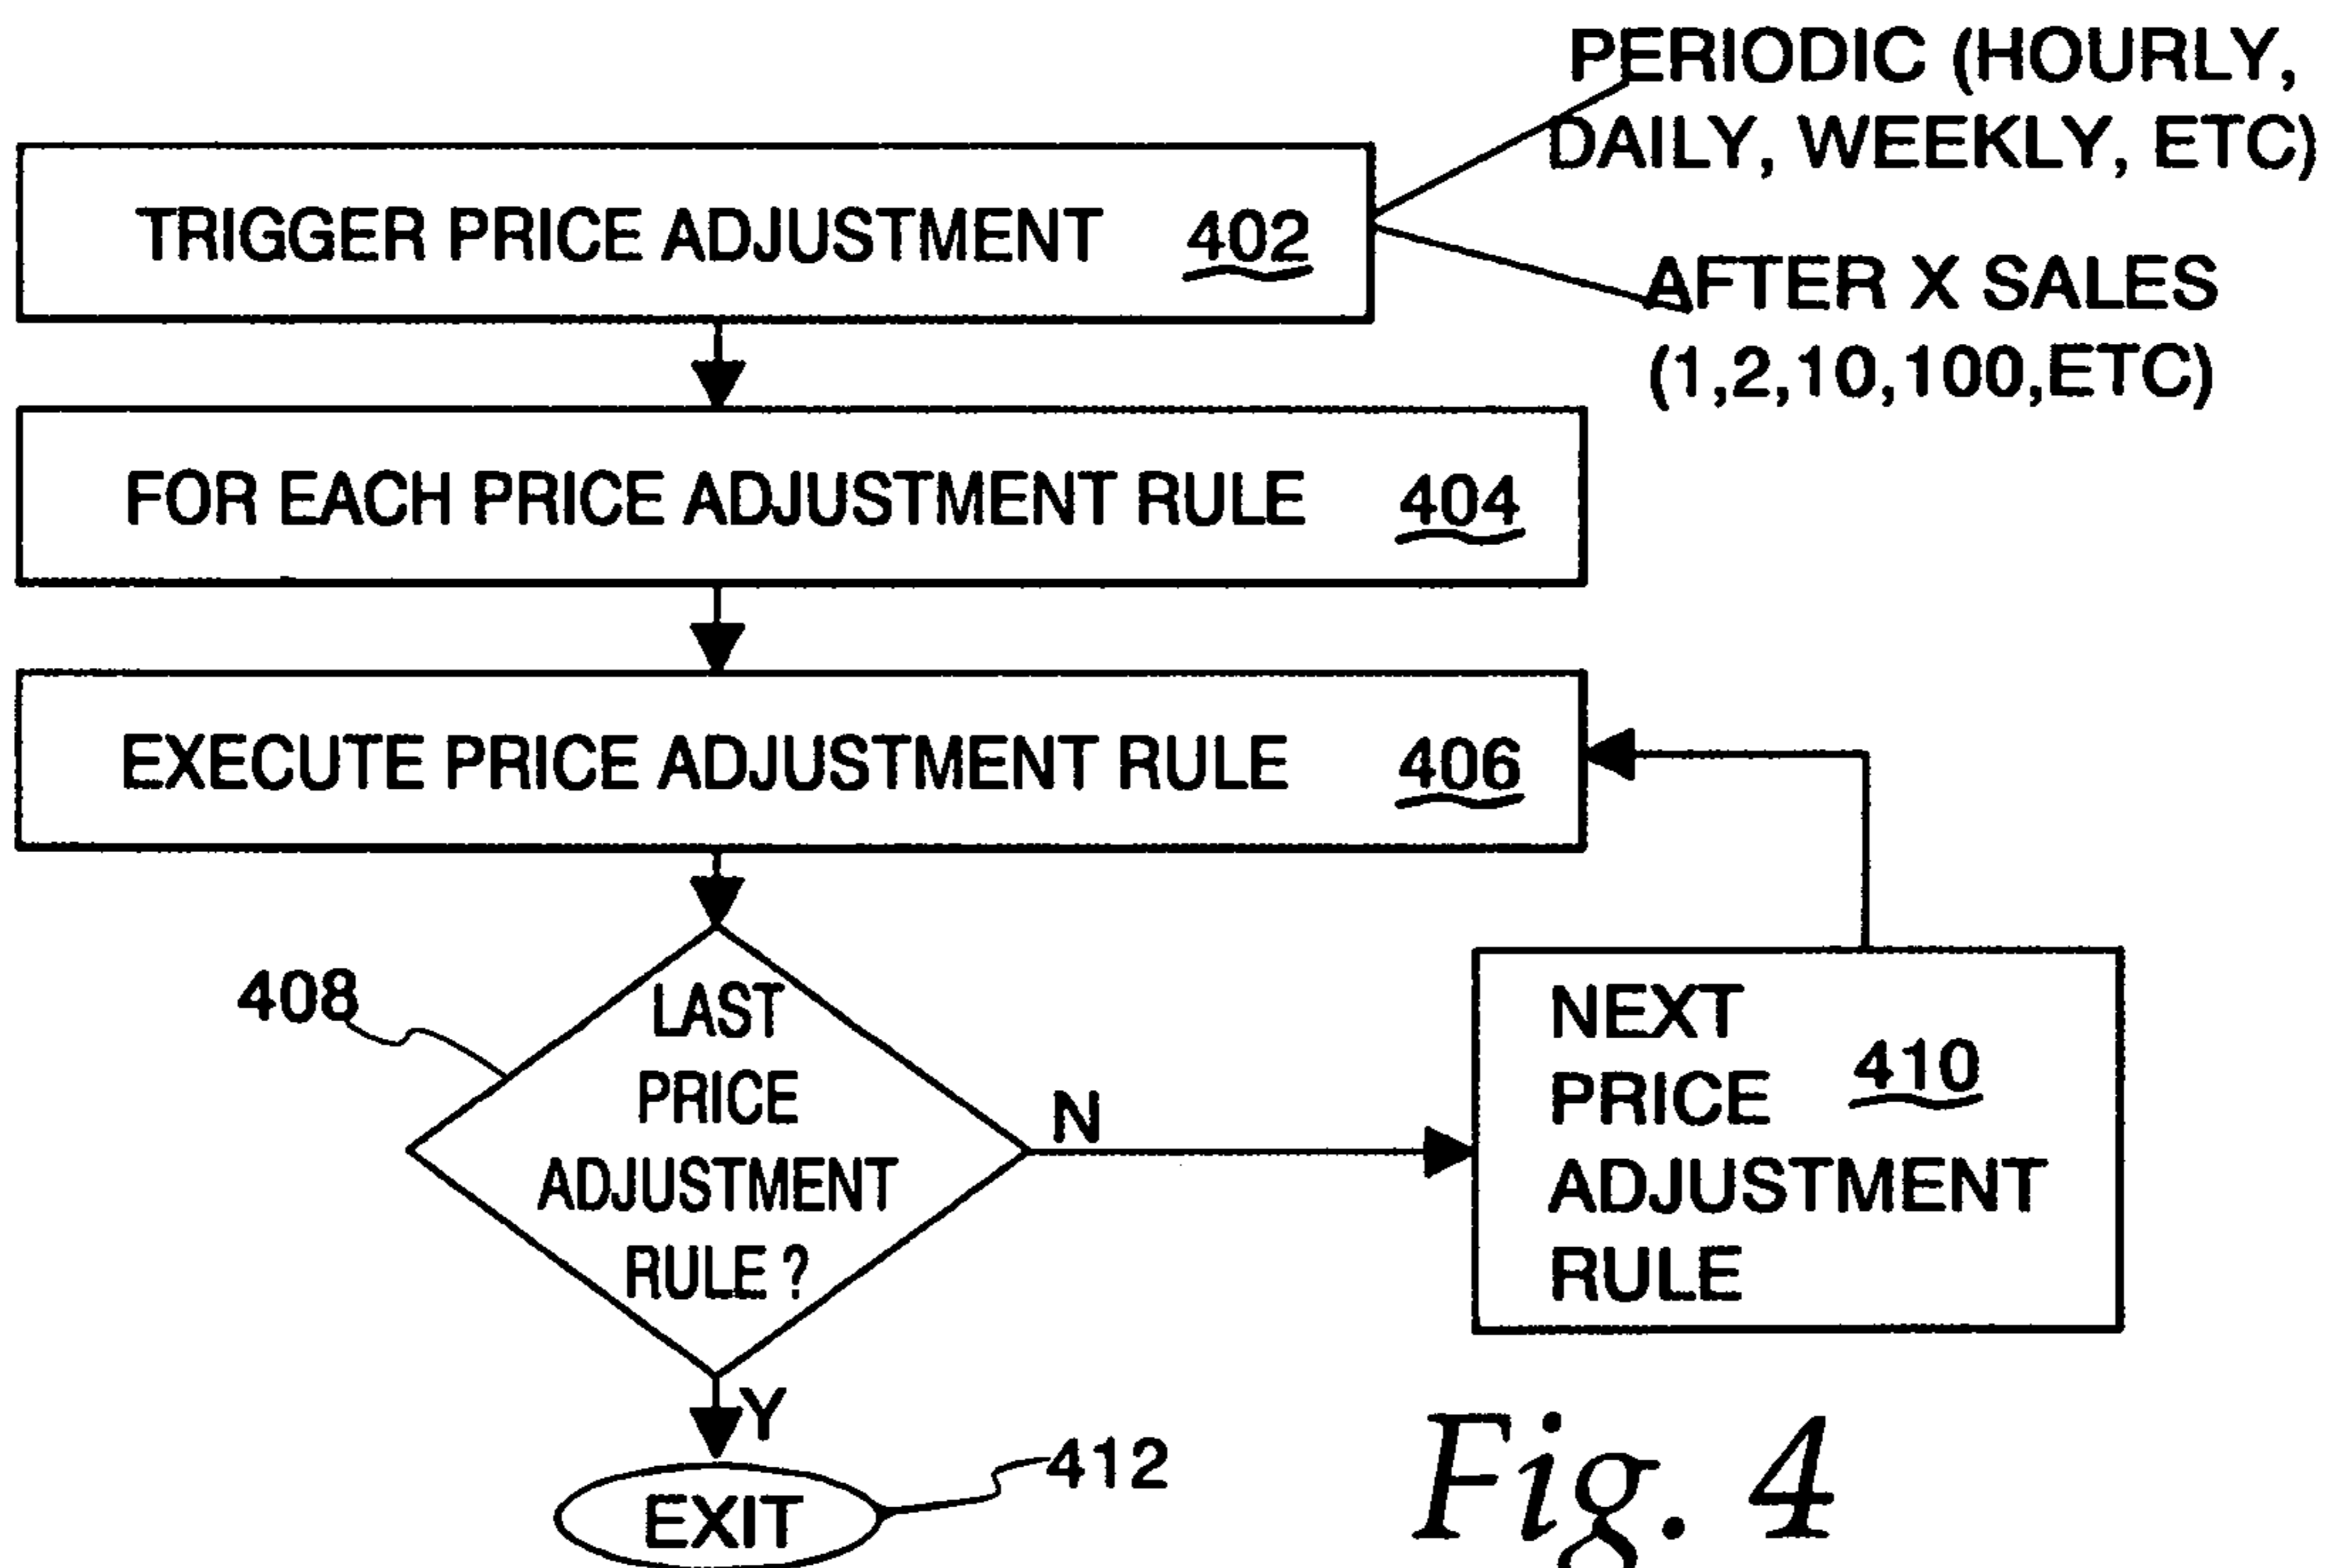 PERIODIC (HOURLY,
DAILY, WEEKLY, ETC)
TRIGGER PRICE ADJUSTMENT 402
AFTER X SALES
(1,2,10,100,ETC)
FOR EACH PRICE ADJUSTMENT RULE 404
EXECUTE PRICE ADJUSTMENT RULE 406
408
LAST
PRICE
ADJUSTMENT
RULE ?
N
NEXT
PRICE 410
ADJUSTMENT
RULE
Y
EXIT
412
Fig. 4